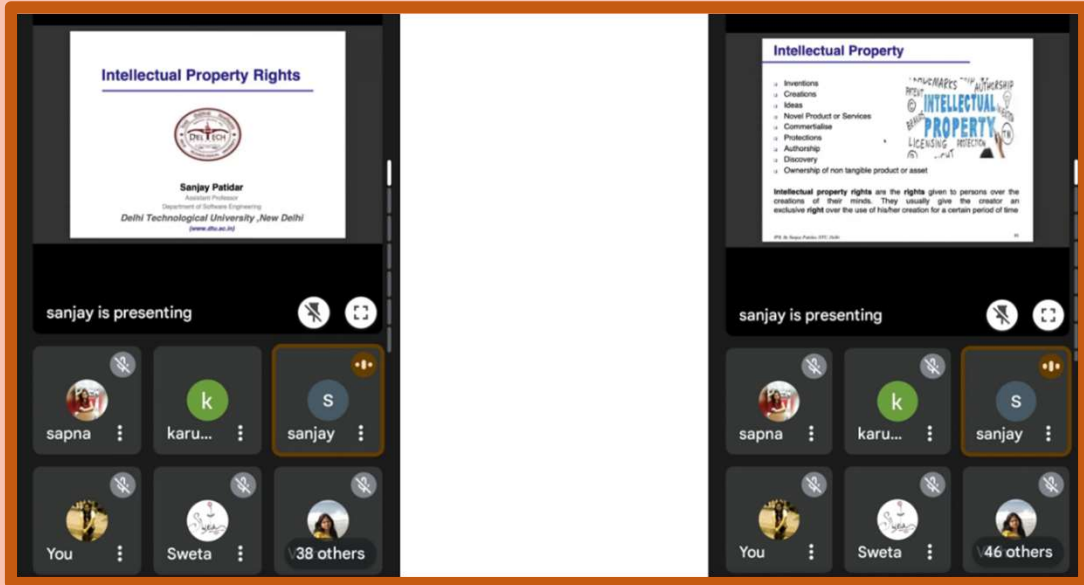 Intellectual Property Rights
DELTECH
Sanjay Patidar
Assistant Professor
Department of Software Engineering
Delhi Technological University ,New Delhi
(www.dtu.ac.in)
sanjay is presenting
sapna
k
karu...
s
sanjay
You
Sweta
38 others
Intellectual Property
Inventions
Creations
Ideas
Novel Product or Services
Commertialise
Protections
Authorship
Discovery
Ownership of non tangible product or asset
AUTHORSHIP
INTELLECTUAL
PROPERTY
LICENSING
Intellectual property rights are the rights given to persons over the
creations of their minds. They usually give the creator an
exclusive right over the use of his/her creation for a certain period of time
sanjay is presenting
sapna
k
karu...
s
sanjay
You
Sweta
46 others